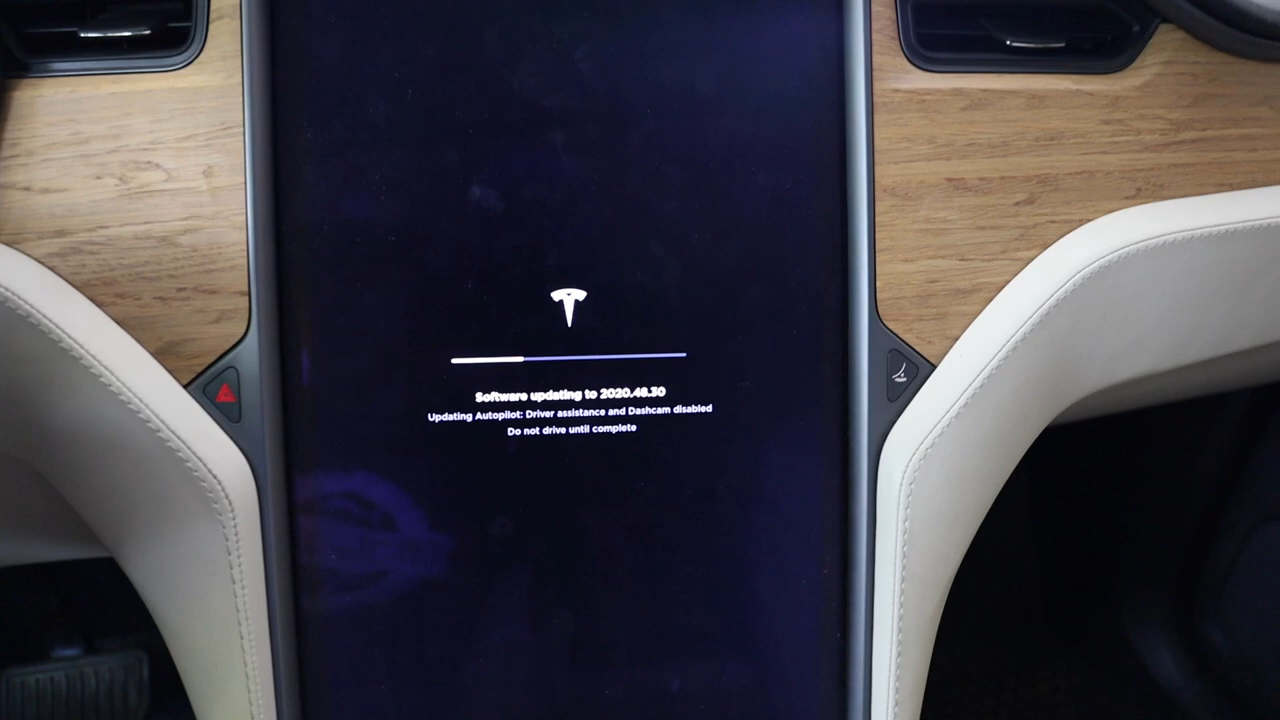 Software updating to 2020.48.30
Updating Autopilot: Driver assistance and Dashcam disabled
Do not drive until complete